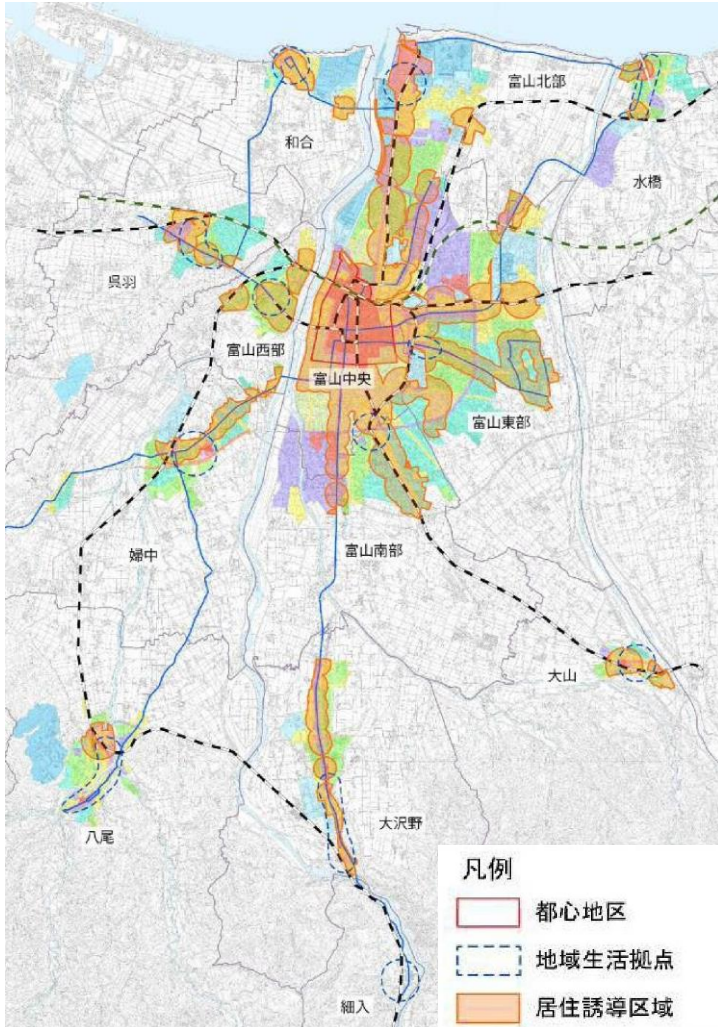 富山北部
和合
水橋
呉羽
富山西部
富山中央
富山東部
婦中
富山南部
大山
大沢野
八尾
細入
凡例
都心地区
地域生活拠点
居住誘導区域